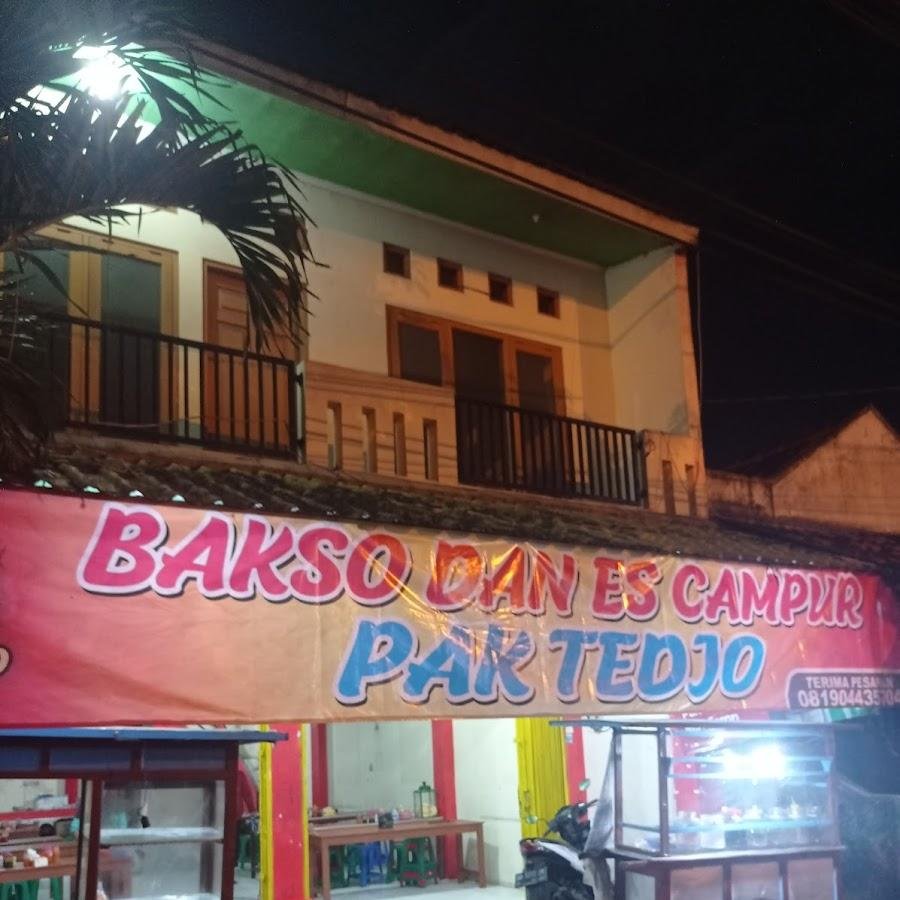 BAKSO DAN ES CAMPUR
PAK TEDJO
TERIMA PESANAN